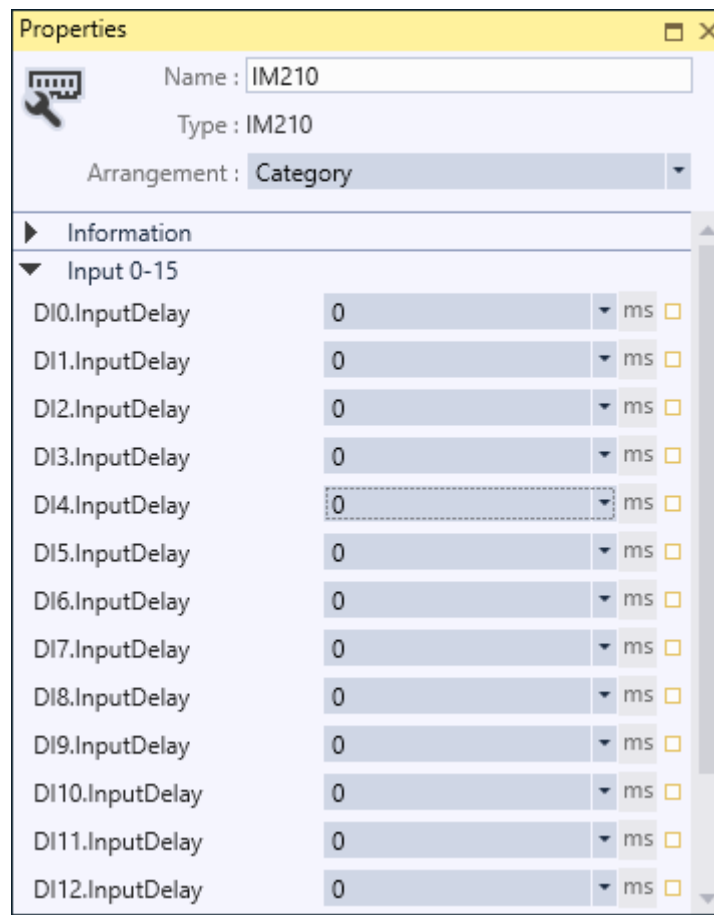 Properties
Name : IM210
Type : IM210
Arrangement : Category
Information
Input 0-15
DI0.InputDelay 0 ms
DI1.InputDelay 0 ms
DI2.InputDelay 0 ms
DI3.InputDelay 0 ms
DI4.InputDelay 0 ms
DI5.InputDelay 0 ms
DI6.InputDelay 0 ms
DI7.InputDelay 0 ms
DI8.InputDelay 0 ms
DI9.InputDelay 0 ms
DI10.InputDelay 0 ms
DI11.InputDelay 0 ms
DI12.InputDelay 0 ms